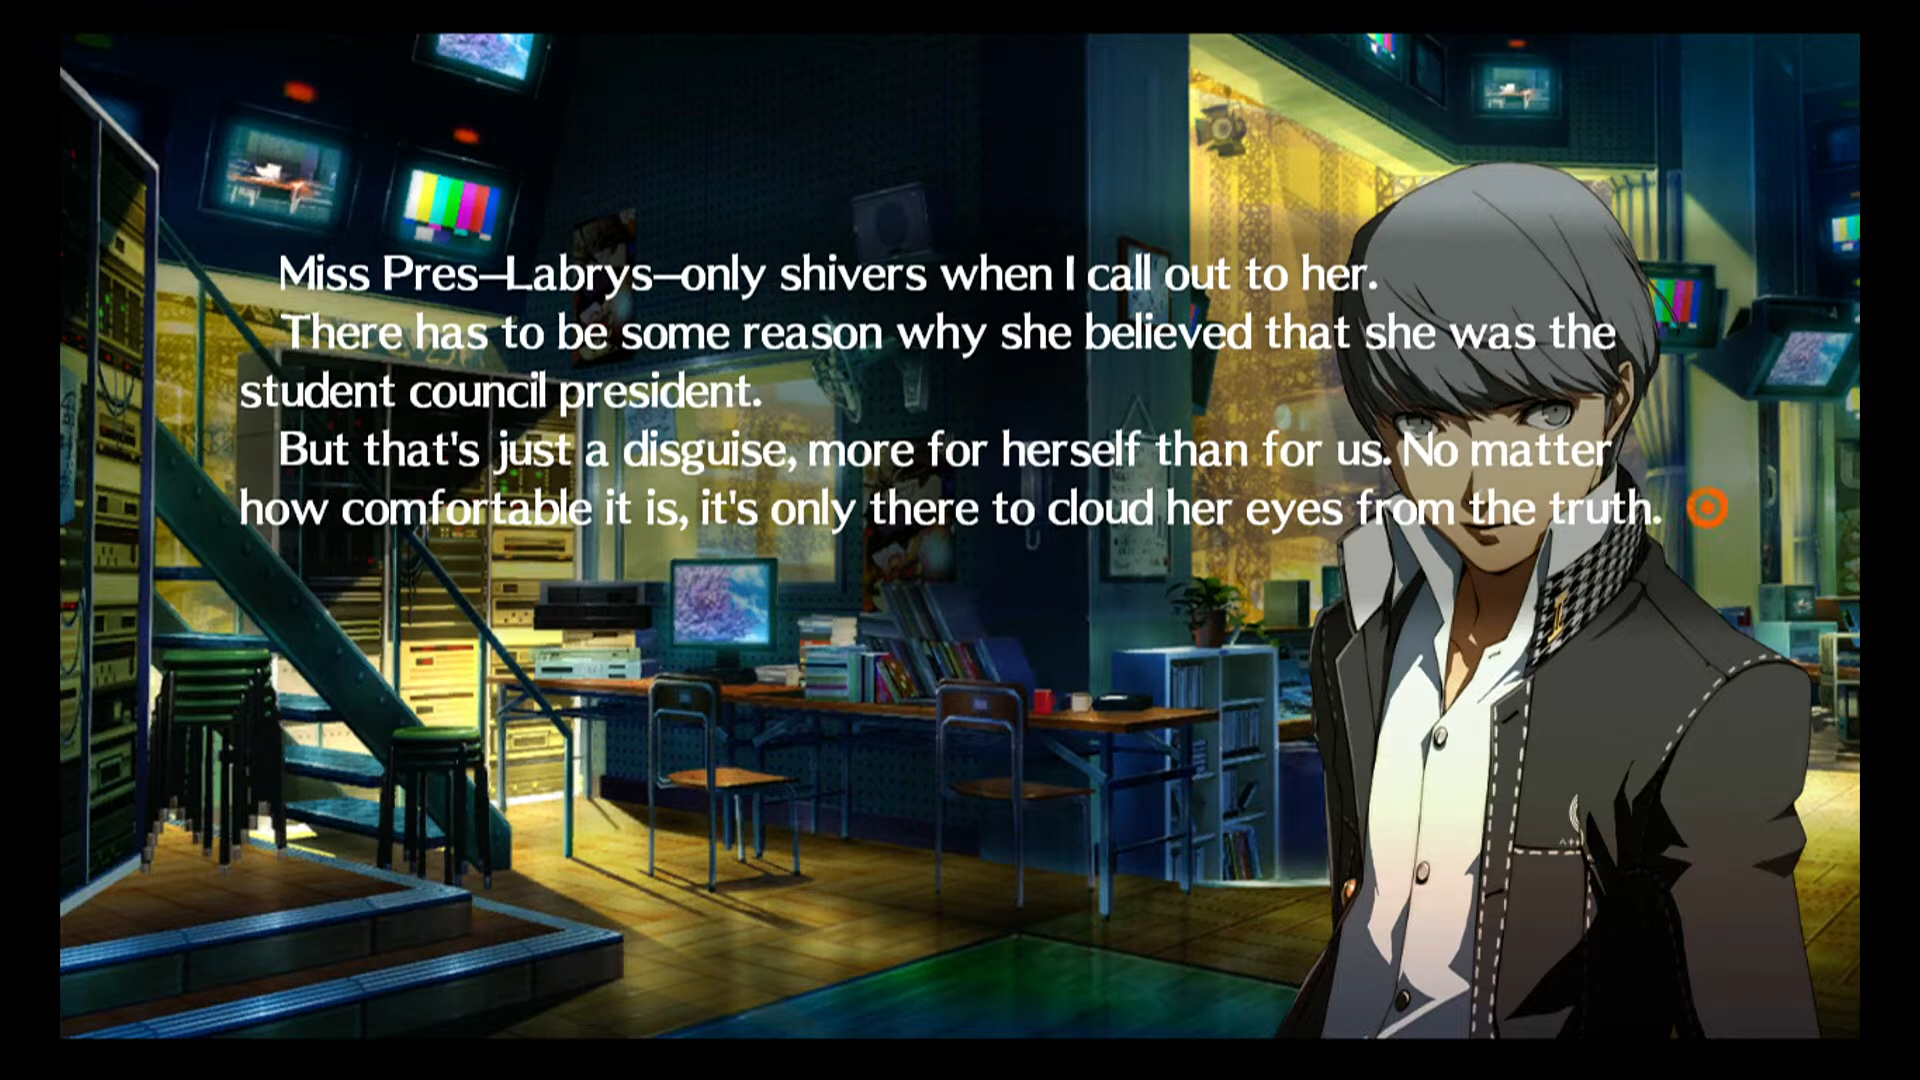 Miss Pres—Labrys—only shivers when I call out to her.
There has to be some reason why she believed that she was the
student council president.
But that's just a disguise, more for herself than for us. No matter
how comfortable it is, it's only there to cloud her eyes from the truth.